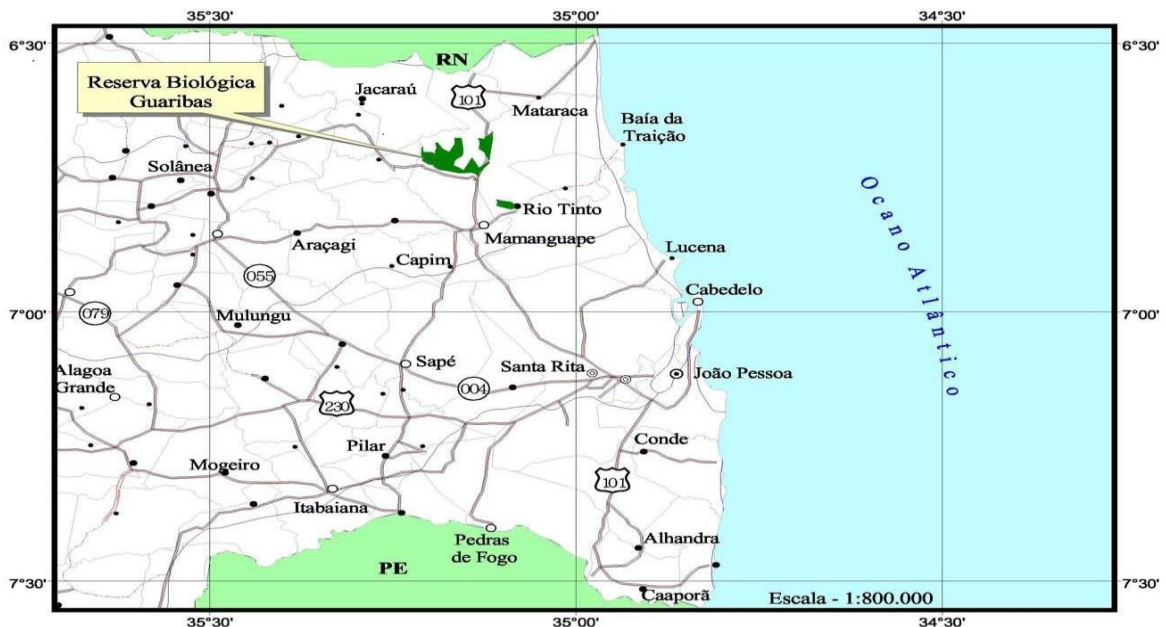 35°30'
35°00'
34°30'
6°30'
6°30'
RN
Reserva Biológica
Guaribas
Jacaraú
101
Mataraca
Baía da
Traição
Solânea
Rio Tinto
Mamanguape
Araçagi
Capim
Lucena
Ocano Atlântico
055
Cabedelo
079
7°00'
7°00'
Mulungu
Sapé
Santa Rita
João Pessoa
Alagoa
Grande
004
230
Pilar
Conde
Mogeiro
101
Itabaiana
Pedras
de Fogo
Alhandra
PE
7°30'
7°30'
Caaporã
Escala - 1:800.000
35°30'
35°00'
34°30'